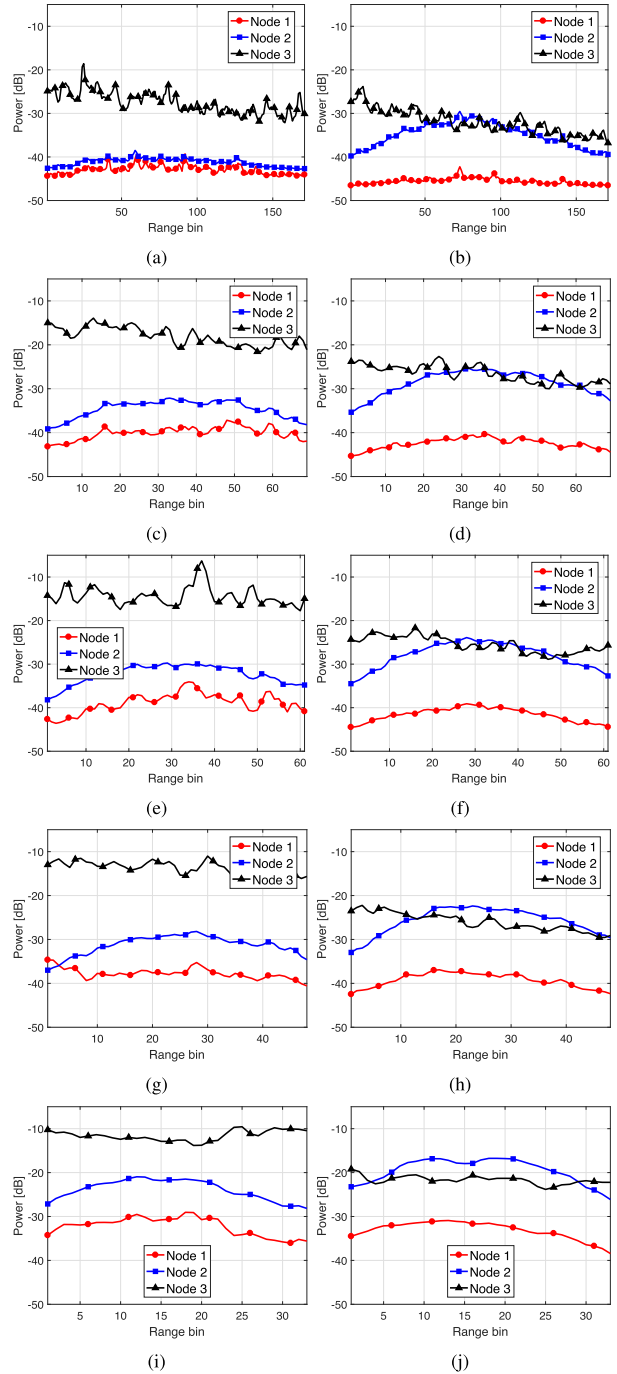 Node 1
Node 2
Node 3
-10
-20
-30
-40
-50
Power [dB]
50 100 150
Range bin
(a)
Node 1
Node 2
Node 3
-10
-20
-30
-40
-50
Power [dB]
50 100 150
Range bin
(b)
Node 1
Node 2
Node 3
-10
-20
-30
-40
-50
Power [dB]
10 20 30 40 50 60
Range bin
(c)
Node 1
Node 2
Node 3
-10
-20
-30
-40
-50
Power [dB]
10 20 30 40 50 60
Range bin
(d)
Node 1
Node 2
Node 3
-10
-20
-30
-40
-50
Power [dB]
10 20 30 40 50 60
Range bin
(e)
Node 1
Node 2
Node 3
-10
-20
-30
-40
-50
Power [dB]
10 20 30 40 50 60
Range bin
(f)
Node 1
Node 2
Node 3
-10
-20
-30
-40
-50
Power [dB]
10 20 30 40
Range bin
(g)
Node 1
Node 2
Node 3
-10
-20
-30
-40
-50
Power [dB]
10 20 30 40
Range bin
(h)
Node 1
Node 2
Node 3
-10
-20
-30
-40
-50
Power [dB]
5 10 15 20 25 30
Range bin
(i)
Node 1
Node 2
Node 3
-10
-20
-30
-40
-50
Power [dB]
5 10 15 20 25 30
Range bin
(j)